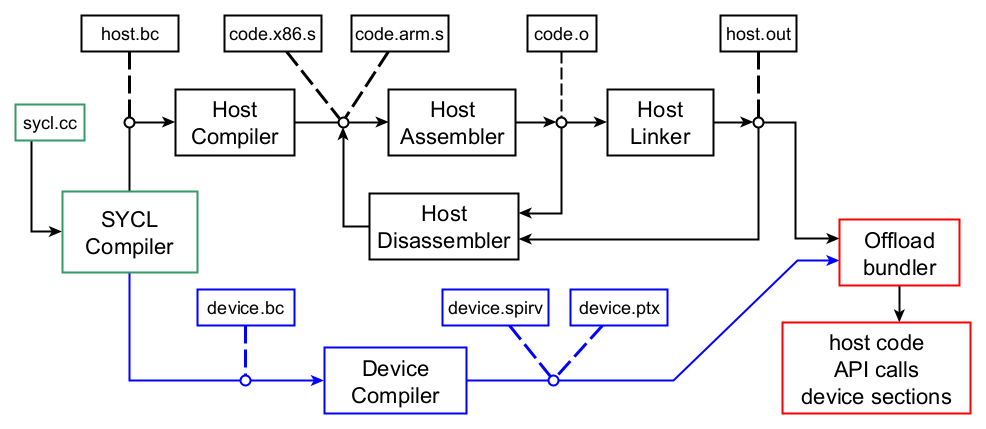 host.bc
code.x86.s
code.arm.s
code.o
host.out
sycl.cc
Host
Compiler
Host
Assembler
Host
Linker
SYCL
Compiler
Host
Disassembler
Offload
bundler
device.bc
device.spirv
device.ptx
Device
Compiler
host code
API calls
device sections